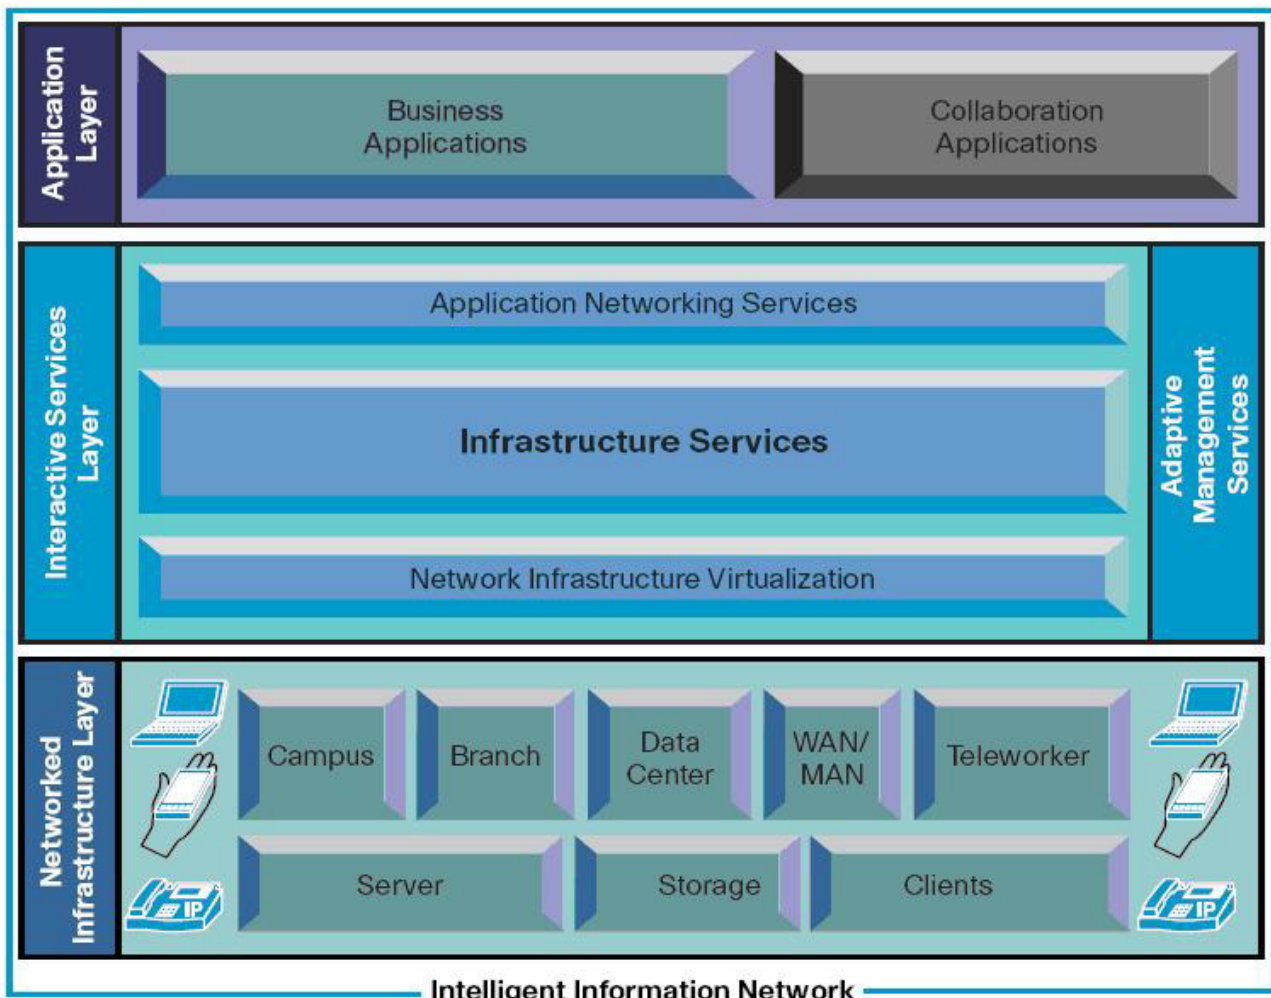 Application
Layer
Business
Applications
Collaboration
Applications
Interactive Services
Layer
Application Networking Services
Infrastructure Services
Network Infrastructure Virtualization
Adaptive
Management
Services
Networked
Infrastructure Layer
Campus
Branch
Data
Center
WAN/
MAN
Teleworker
Server
Storage
Clients
IP
IP
Intelligent Information Network